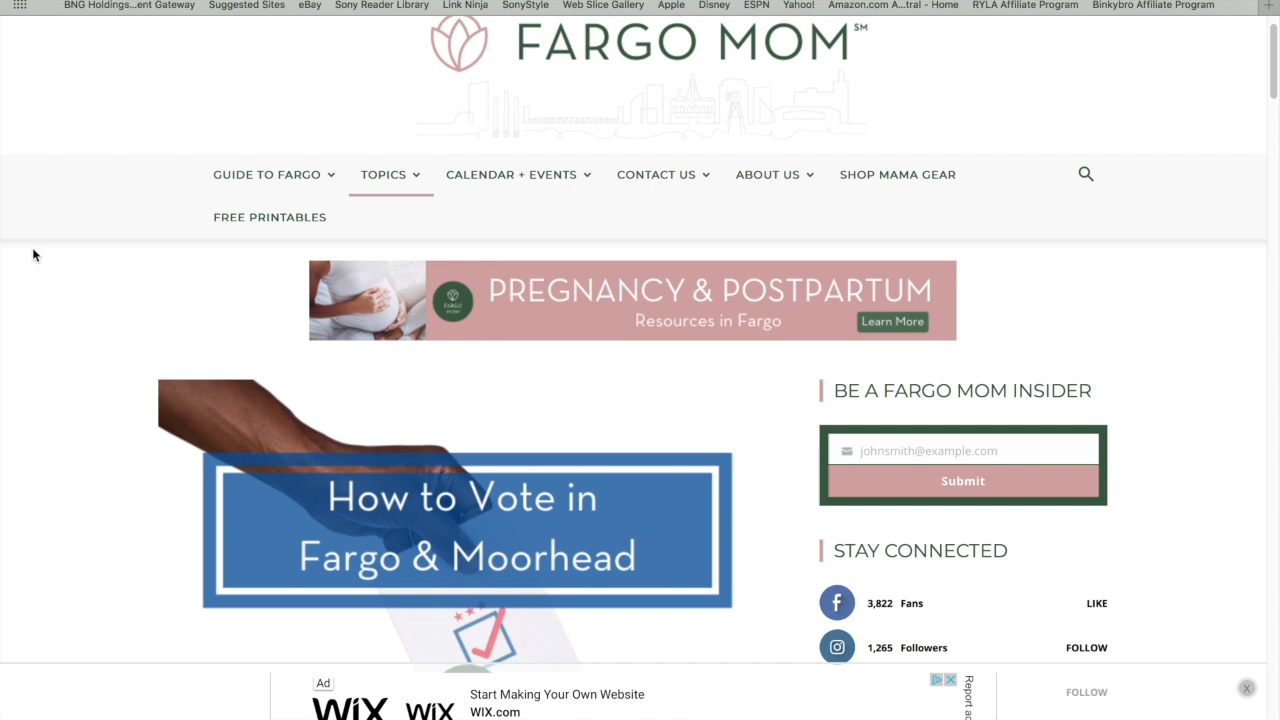 BNG Holdings...ent Gateway Suggested Sites eBay Sony Reader Library Link Ninja SonyStyle Web Slice Gallery Apple Disney ESPN Yahoo! Amazon.com A...tral - Home RYLA Affiliate Program Binkybro Affiliate Program
FARGO MOM SM
GUIDE TO FARGO TOPICS CALENDAR + EVENTS CONTACT US ABOUT US SHOP MAMA GEAR
FREE PRINTABLES
FARGO MOM
PREGNANCY & POSTPARTUM
Resources in Fargo
Learn More
How to Vote in
Fargo & Moorhead
BE A FARGO MOM INSIDER
johnsmith@example.com
Submit
STAY CONNECTED
3,822 Fans LIKE
1,265 Followers FOLLOW
FOLLOW
Ad
WIX WIX
Start Making Your Own Website
WIX.com
Report ad
X